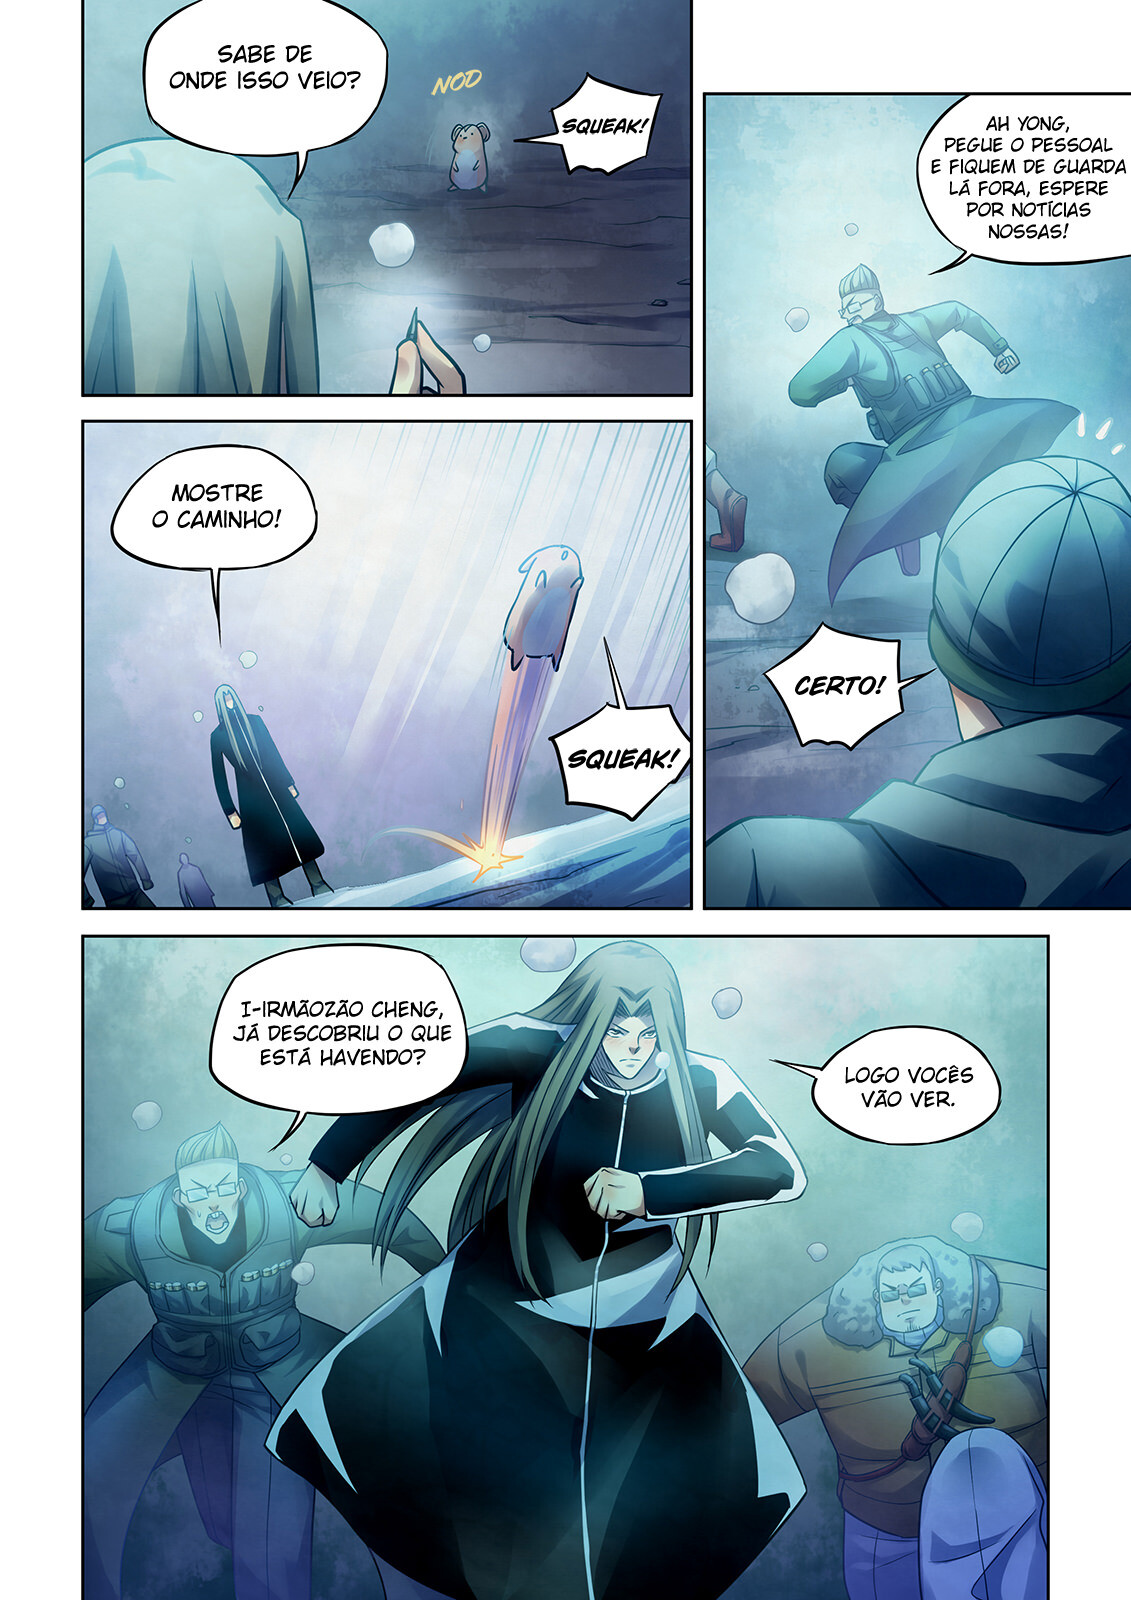 SABE DE
ONDE ISSO VEIO?
NOD
SQUEAK!
MOSTRE
O CAMINHO!
SQUEAK!
AH YONG,
PEGUE O PESSOAL
E FIQUEM DE GUARDA
LÁ FORA, ESPERE
POR NOTÍCIAS
NOSSAS!
CERTO!
I-IRMÃOZÃO CHENG,
JÁ DESCOBRIU O QUE
ESTÁ HAVENDO?
LOGO VOCÊS
VÃO VER.